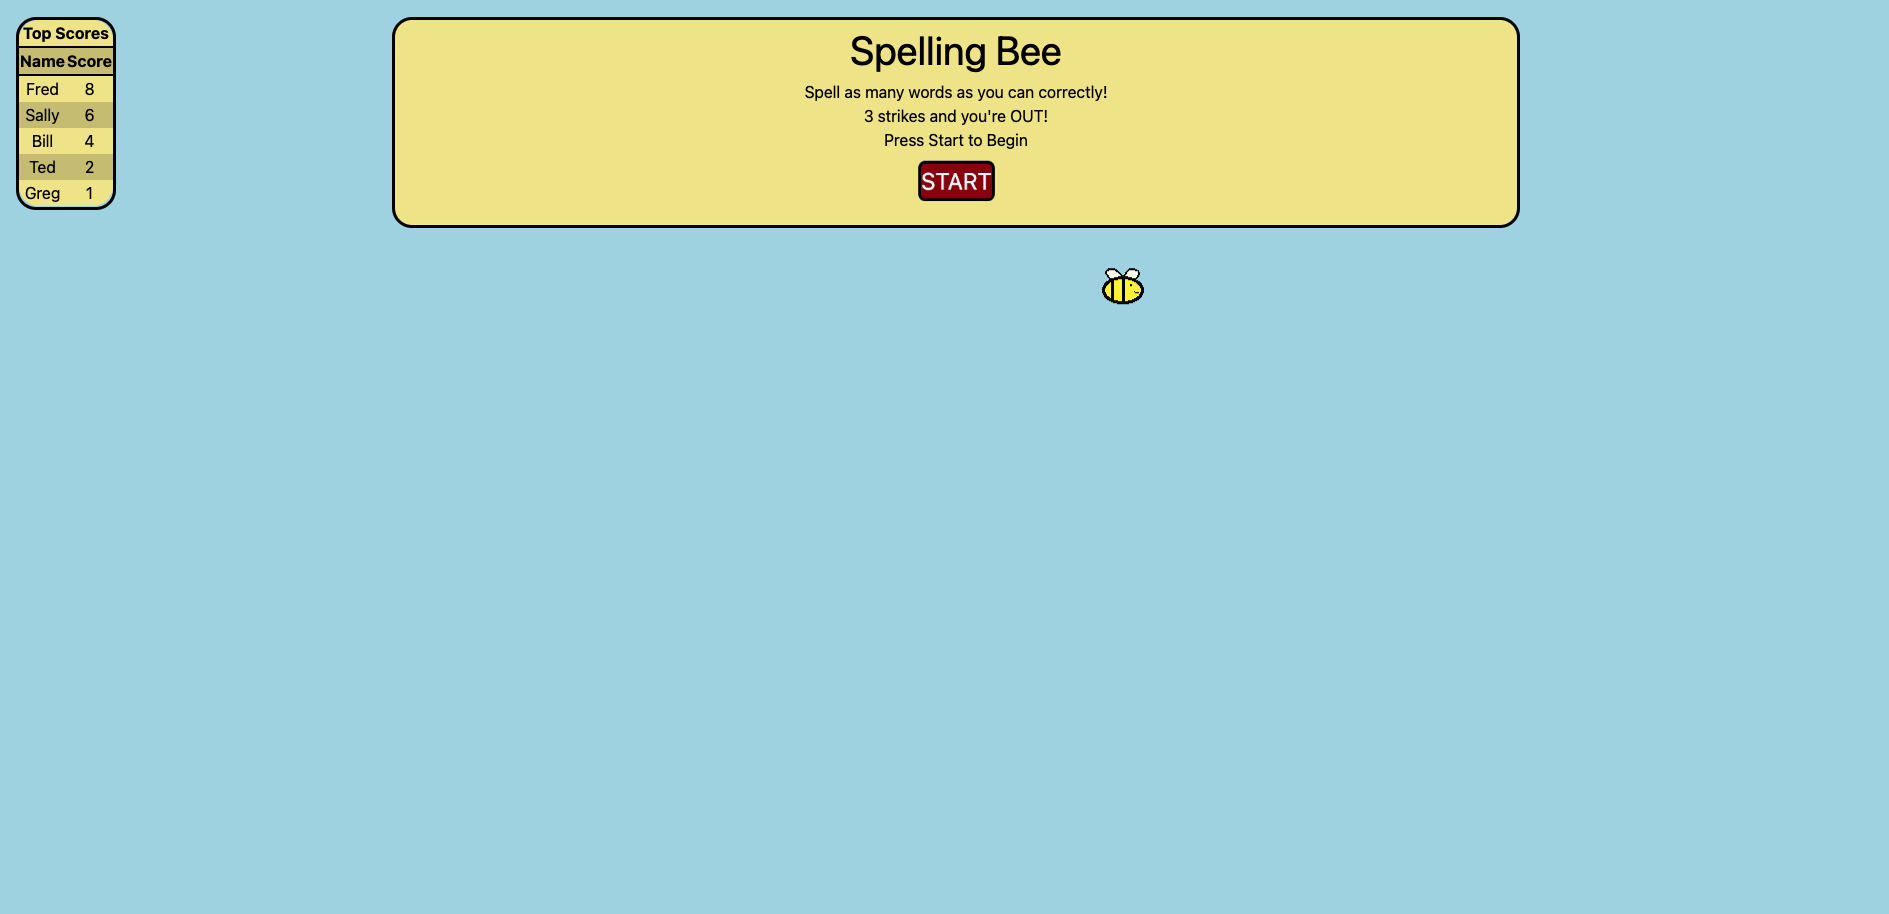 Top Scores
Name Score
Fred 8
Sally 6
Bill 4
Ted 2
Greg 1
Spelling Bee
Spell as many words as you can correctly!
3 strikes and you're OUT!
Press Start to Begin
START